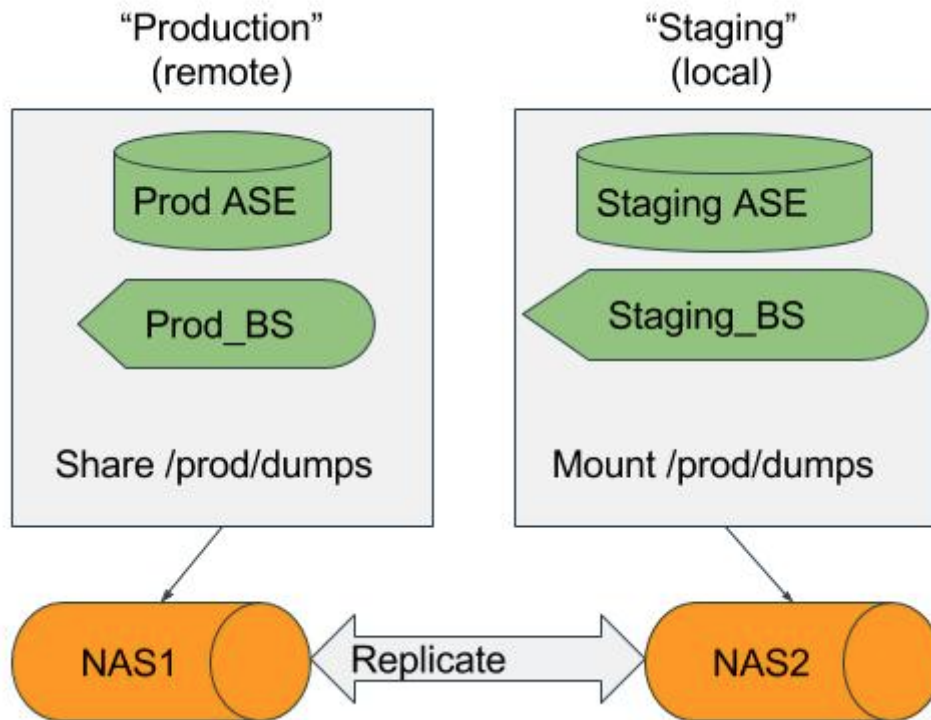 “Production”
(remote)
“Staging”
(local)
Prod ASE
Staging ASE
Prod_BS
Staging_BS
Share /prod/dumps
Mount /prod/dumps
NAS1
Replicate
NAS2